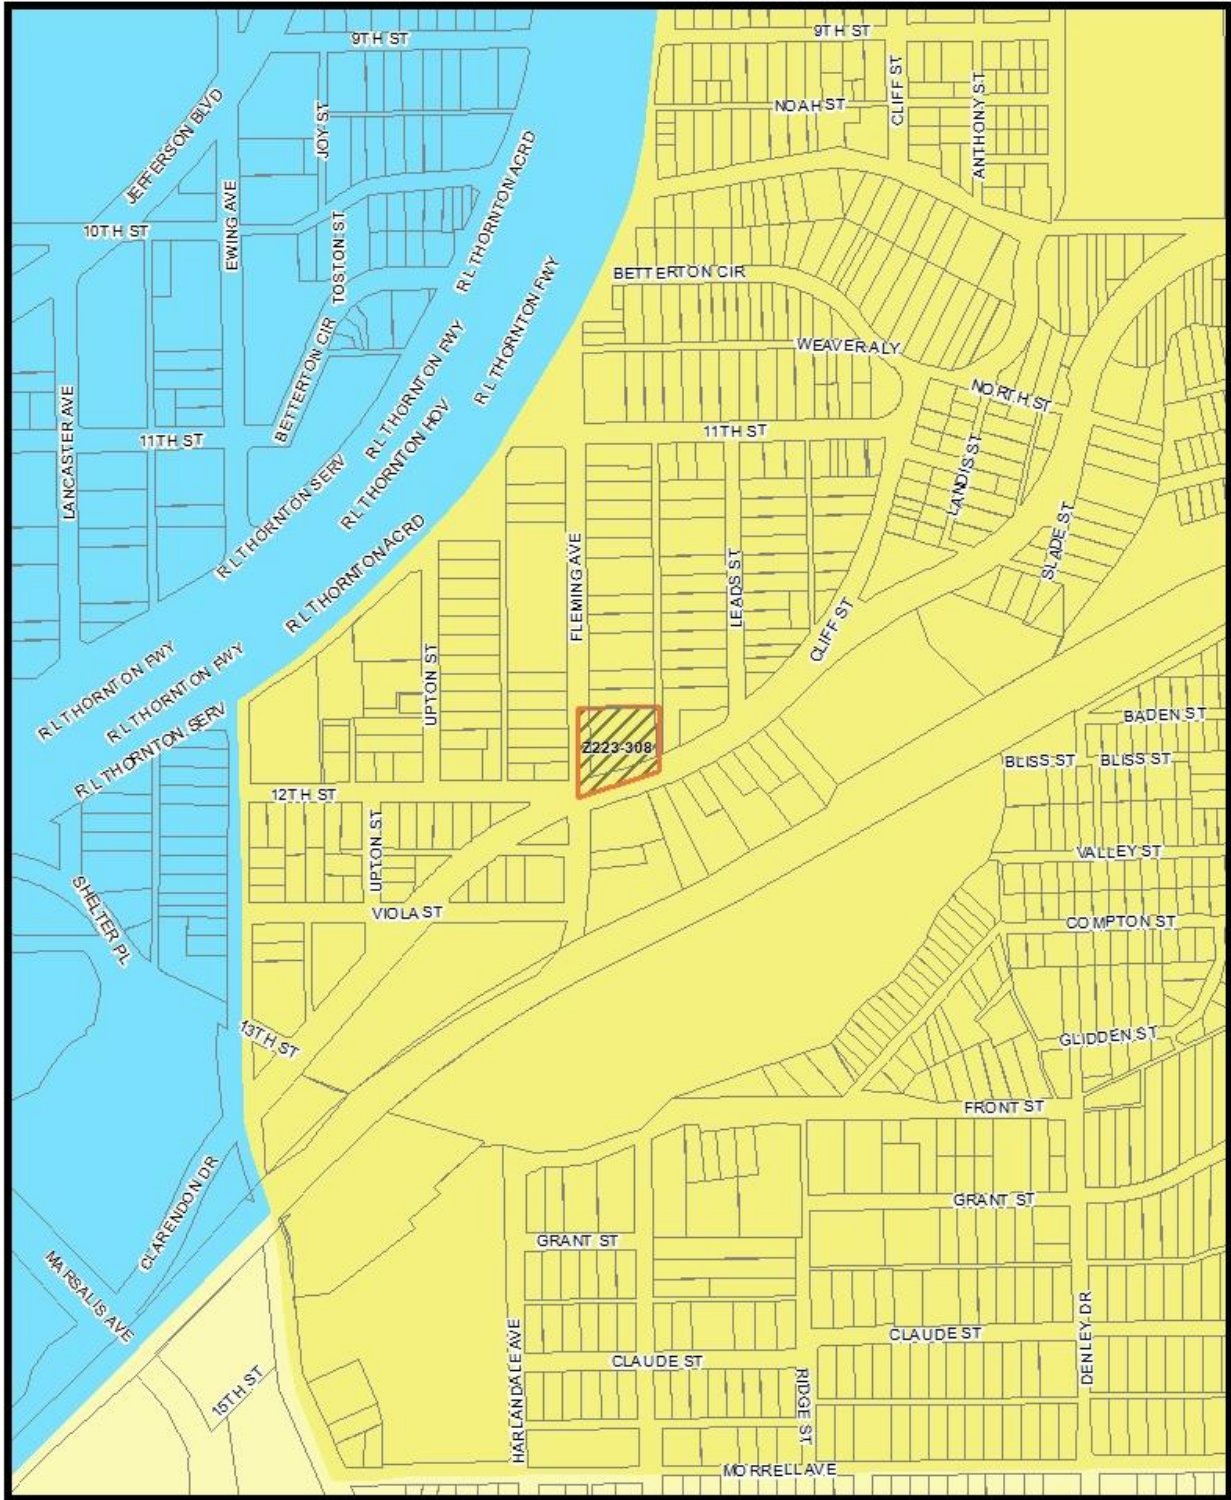 9TH ST
9TH ST
JEFFERSON BLVD
JOY ST
NOAH ST
CLIFF ST
ANTHONY ST
R L THORNTON ACRD
10TH ST
EWING AVE
TOSTON ST
R L THORNTON FWY
BETTERTON CIR
WEAVER ALY
BETTERTON CIR
R L THORNTON FWY
NORTH ST
LANCASTER AVE
11TH ST
11TH ST
R L THORNTON HOV
LANDIS ST
R L THORNTON SERV
SLADE ST
R L THORNTON ACRD
FLEMING AVE
LEADS ST
CLIFF ST
UPTON ST
R L THORNTON FWY
R L THORNTON FWY
R L THORNTON SERV
Z223-308
BADEN ST
BLISS ST
BLISS ST
12TH ST
UPTON ST
VALLEY ST
SHELTER PL
VIOLA ST
COMPTON ST
13TH ST
GLIDDEN ST
FRONT ST
CLARENDON DR
GRANT ST
GRANT ST
MARSALIS AVE
HARLANDALE AVE
CLAUDE ST
DENLEY DR
CLAUDE ST
15TH ST
RIDGE ST
MORRELL AVE